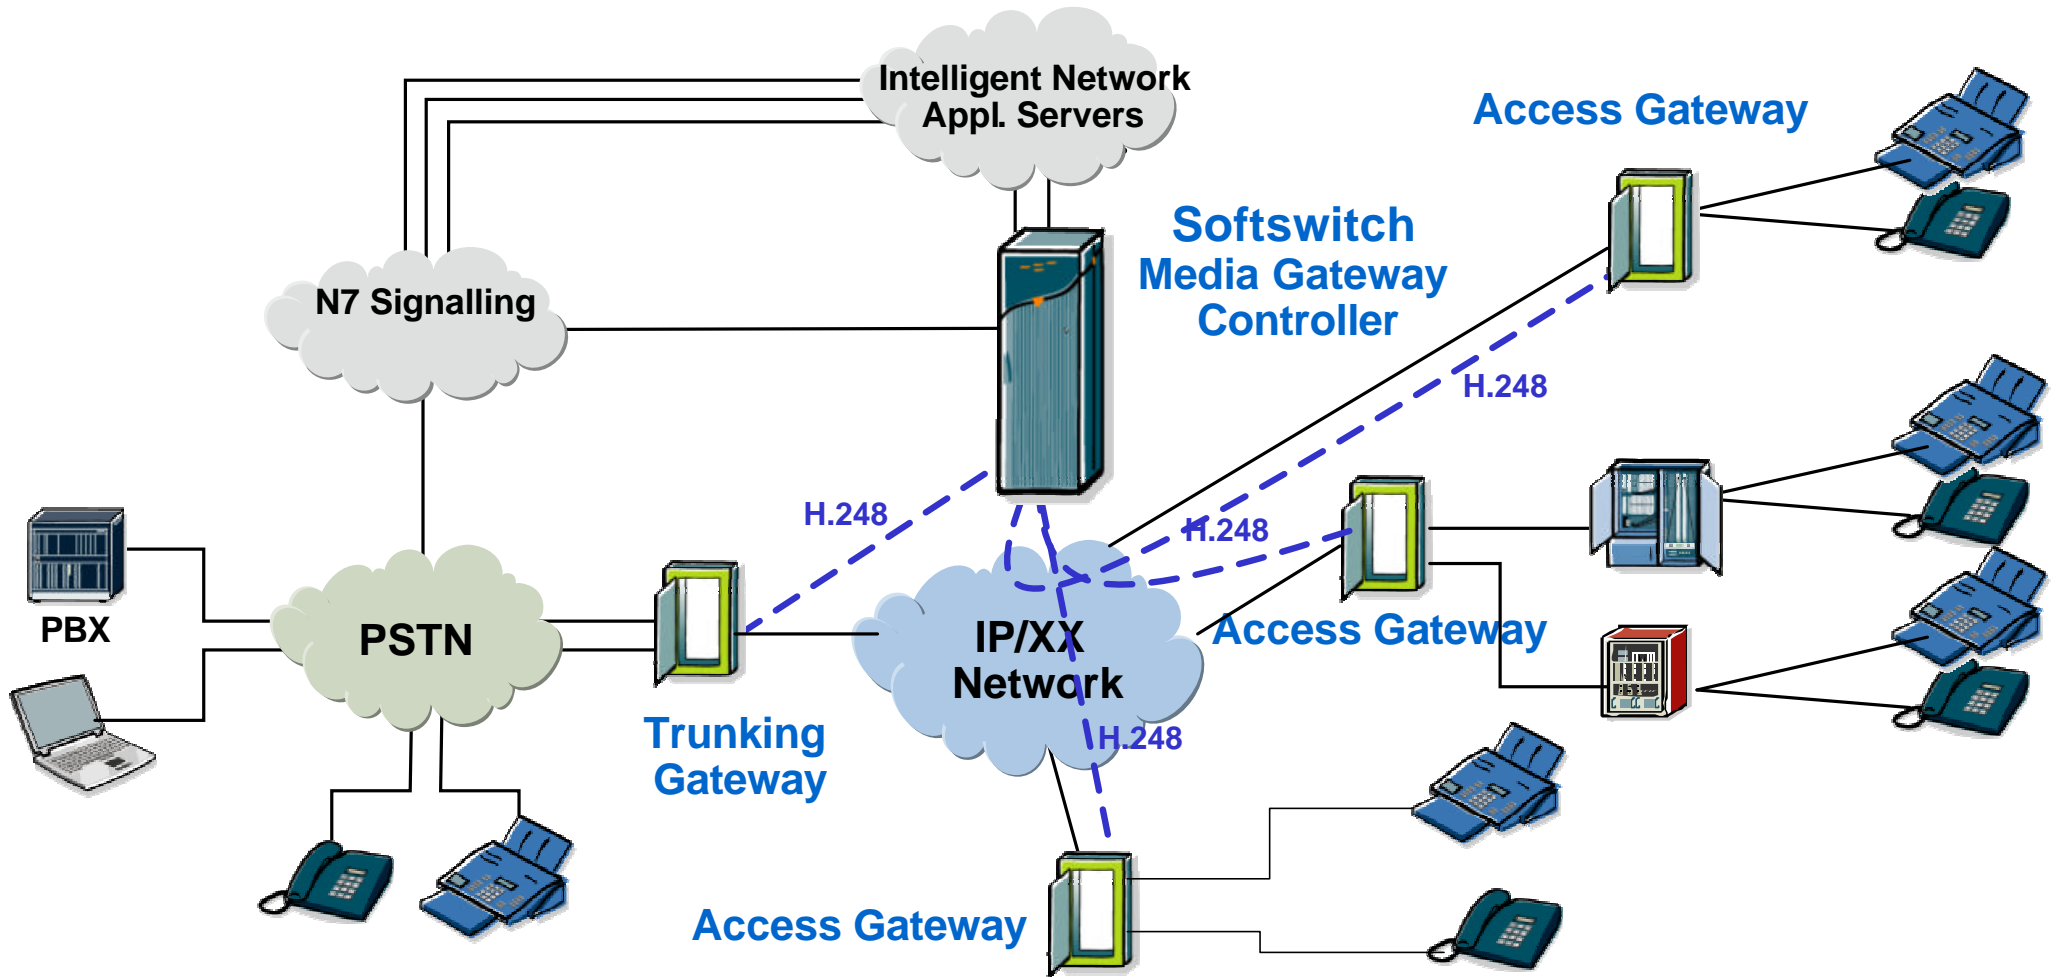 Intelligent Network
Appl. Servers
Access Gateway
Softswitch
Media Gateway
Controller
N7 Signalling
H.248
H.248
H.248
PBX
PSTN
IP/XX
Network
Access Gateway
Trunking
Gateway
H.248
Access Gateway